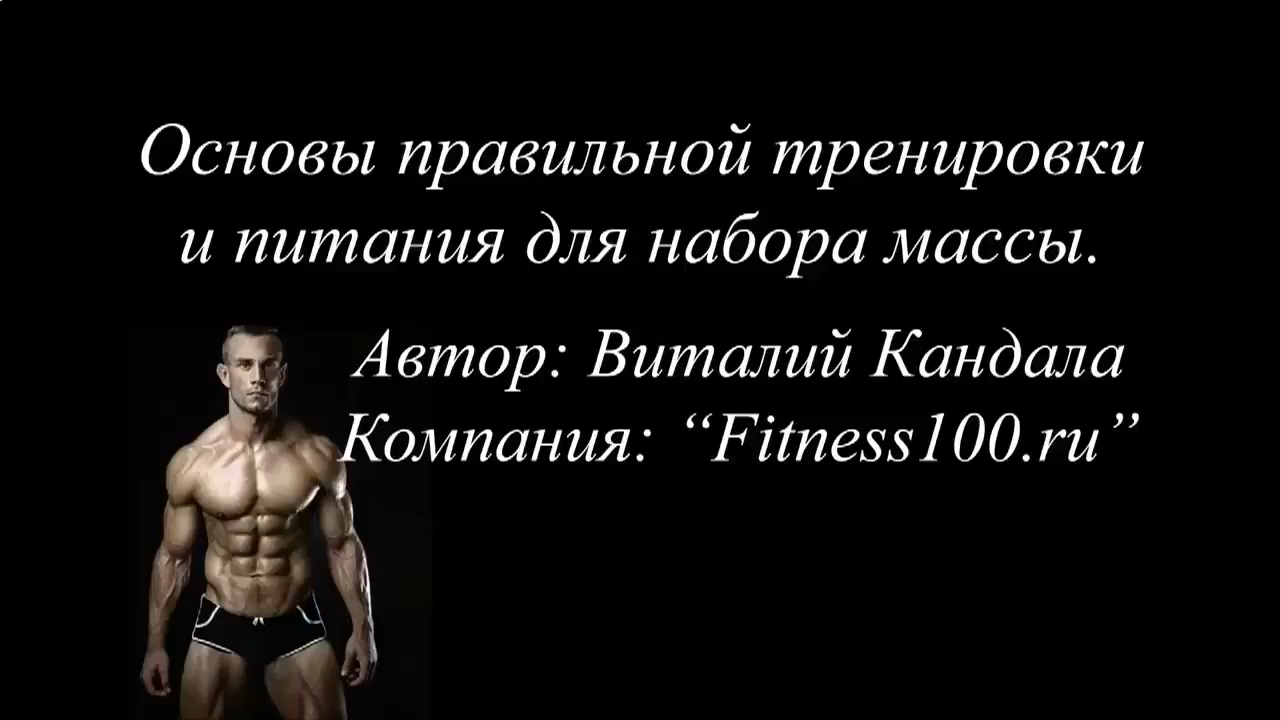 Основы правильной тренировки
и питания для набора массы.
Автор: Виталий Кандала
Компания: “Fitness100.ru”